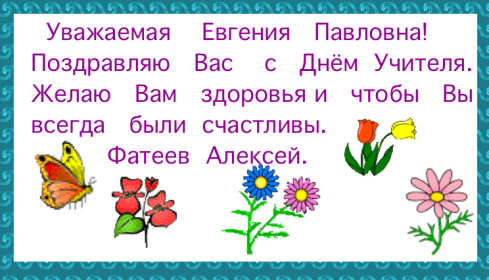 Уважаемая Евгения Павловна!
Поздравляю Вас с Днём Учителя.
Желаю Вам здоровья и чтобы Вы
всегда были счастливы.
Фатеев Алексей.